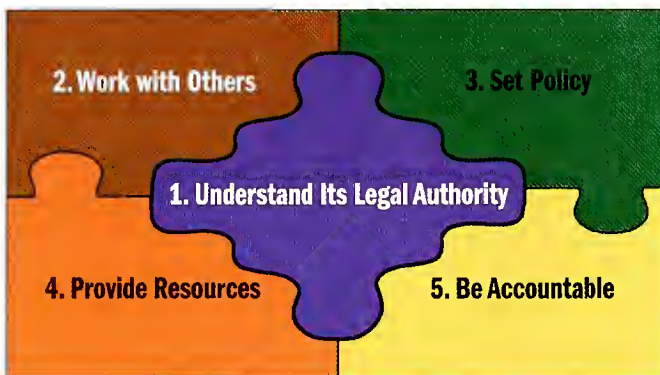 2. Work with Others
3. Set Policy
1. Understand Its Legal Authority
4. Provide Resources
5. Be Accountable